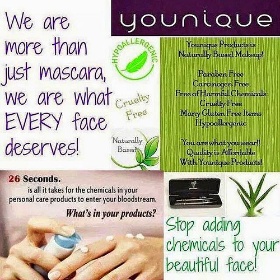 We are
more than
just mascara,
we are what
EVERY face
deserves!
HYPOALLERGENIC
Cruelty
Free
Naturally
Based
younique
Younique Products is
Naturally Based Makeup!
Paraben Free
Carcinogen Free
Free of Harmful Chemicals
Cruelty Free
Many Gluten Free Items
Hypoallergenic
You are what you wear!
Quality is Affordable
With Younique Products!
26 Seconds.
is all it takes for the chemicals in your
personal care products to enter your bloodstream.
What's in your products?
Stop adding
chemicals to your
beautiful face!